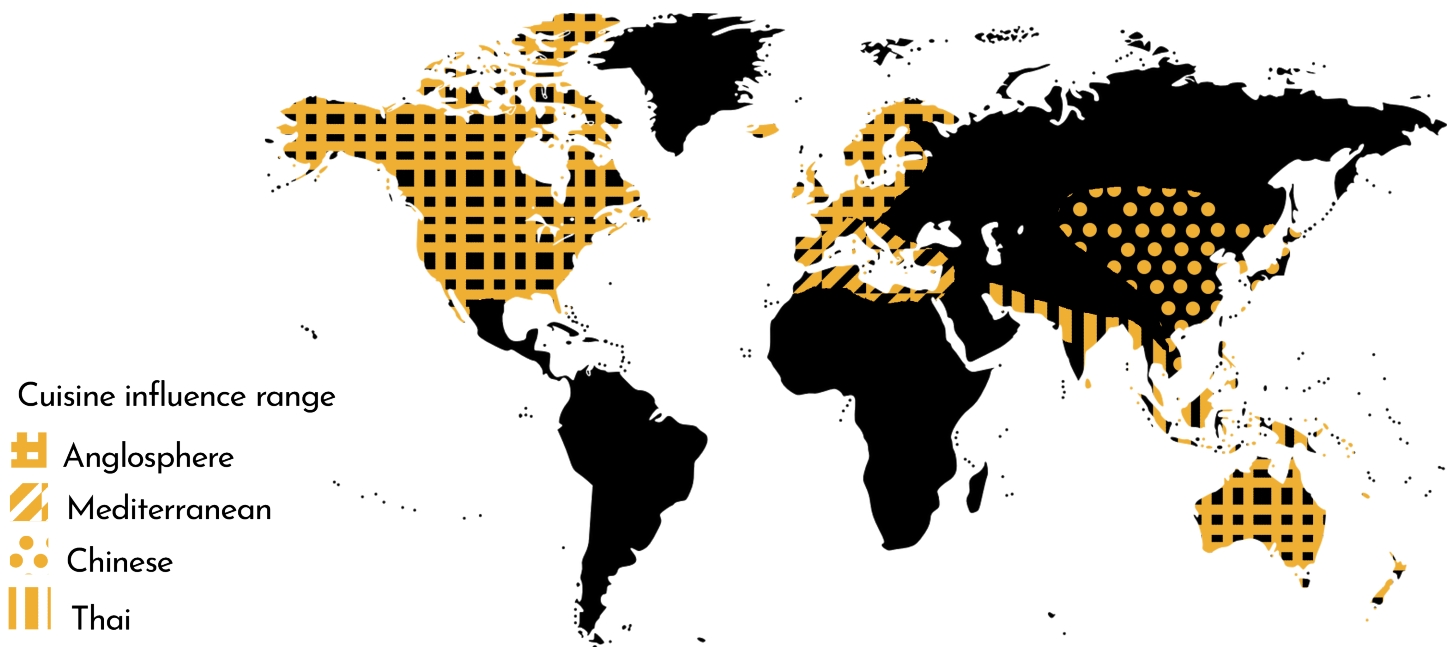 Cuisine influence range
Anglosphere
Mediterranean
Chinese
Thai